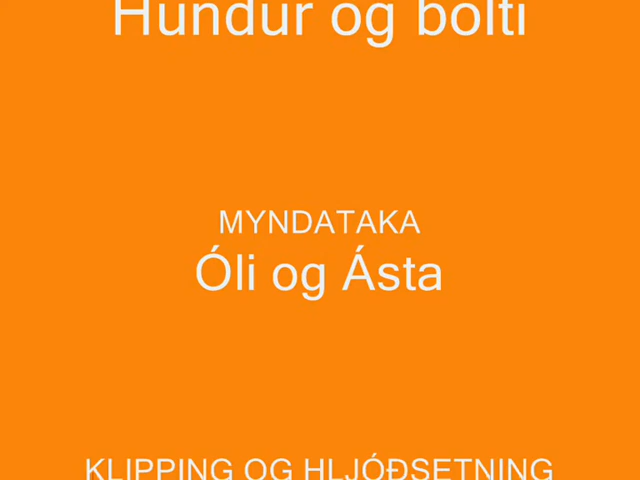 Hundur og bolti
MYNDATAKA
Óli og Ásta
KLIPPING OG HLJÓÐSETNING